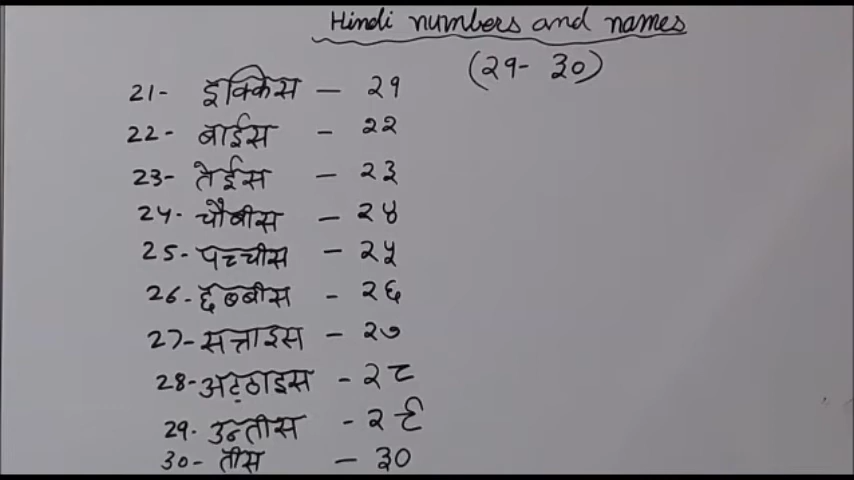 Hindi numbers and names
(२१- ३०)
21- इक्किस — २१
22- बाईस - २२
23- तेईस — २३
24- चौबीस — २४
25- पच्चीस — २५
26- छब्बीस - २६
27- सत्ताइस — २७
28- अट्ठाइस - २८
29- उन्तीस - २९
30- तीस — ३०